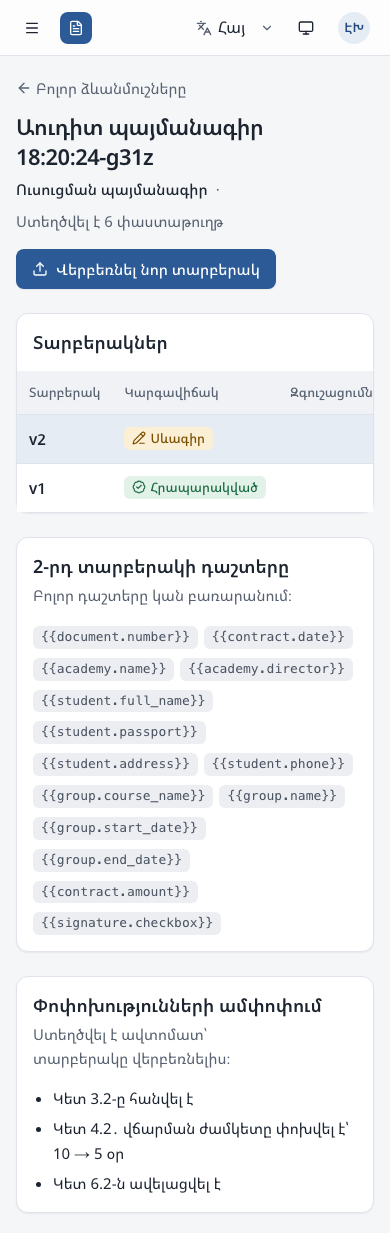 Հայ
ԷԽ
← Բոլոր ձևանմուշները
Աուդիտ պայմանագիր
18:20:24-g31z
Ուսուցման պայմանագիր ·
Ստեղծվել է 6 փաստաթուղթ
Վերբեռնել նոր տարբերակ
Տարբերակներ
Տարբերակ Կարգավիճակ Զգուշացումն
v2 Սևագիր
v1 Հրապարակված
2-րդ տարբերակի դաշտերը
Բոլոր դաշտերը կան բառարանում։
{{document.number}} {{contract.date}}
{{academy.name}} {{academy.director}}
{{student.full_name}}
{{student.passport}}
{{student.address}} {{student.phone}}
{{group.course_name}} {{group.name}}
{{group.start_date}}
{{group.end_date}}
{{contract.amount}}
{{signature.checkbox}}
Փոփոխությունների ամփոփում
Ստեղծվել է ավտոմատ՝
տարբերակը վերբեռնելիս։
• Կետ 3.2-ը հանվել է
• Կետ 4.2․ վճարման ժամկետը փոխվել է՝
10 → 5 օր
• Կետ 6.2-ն ավելացվել է